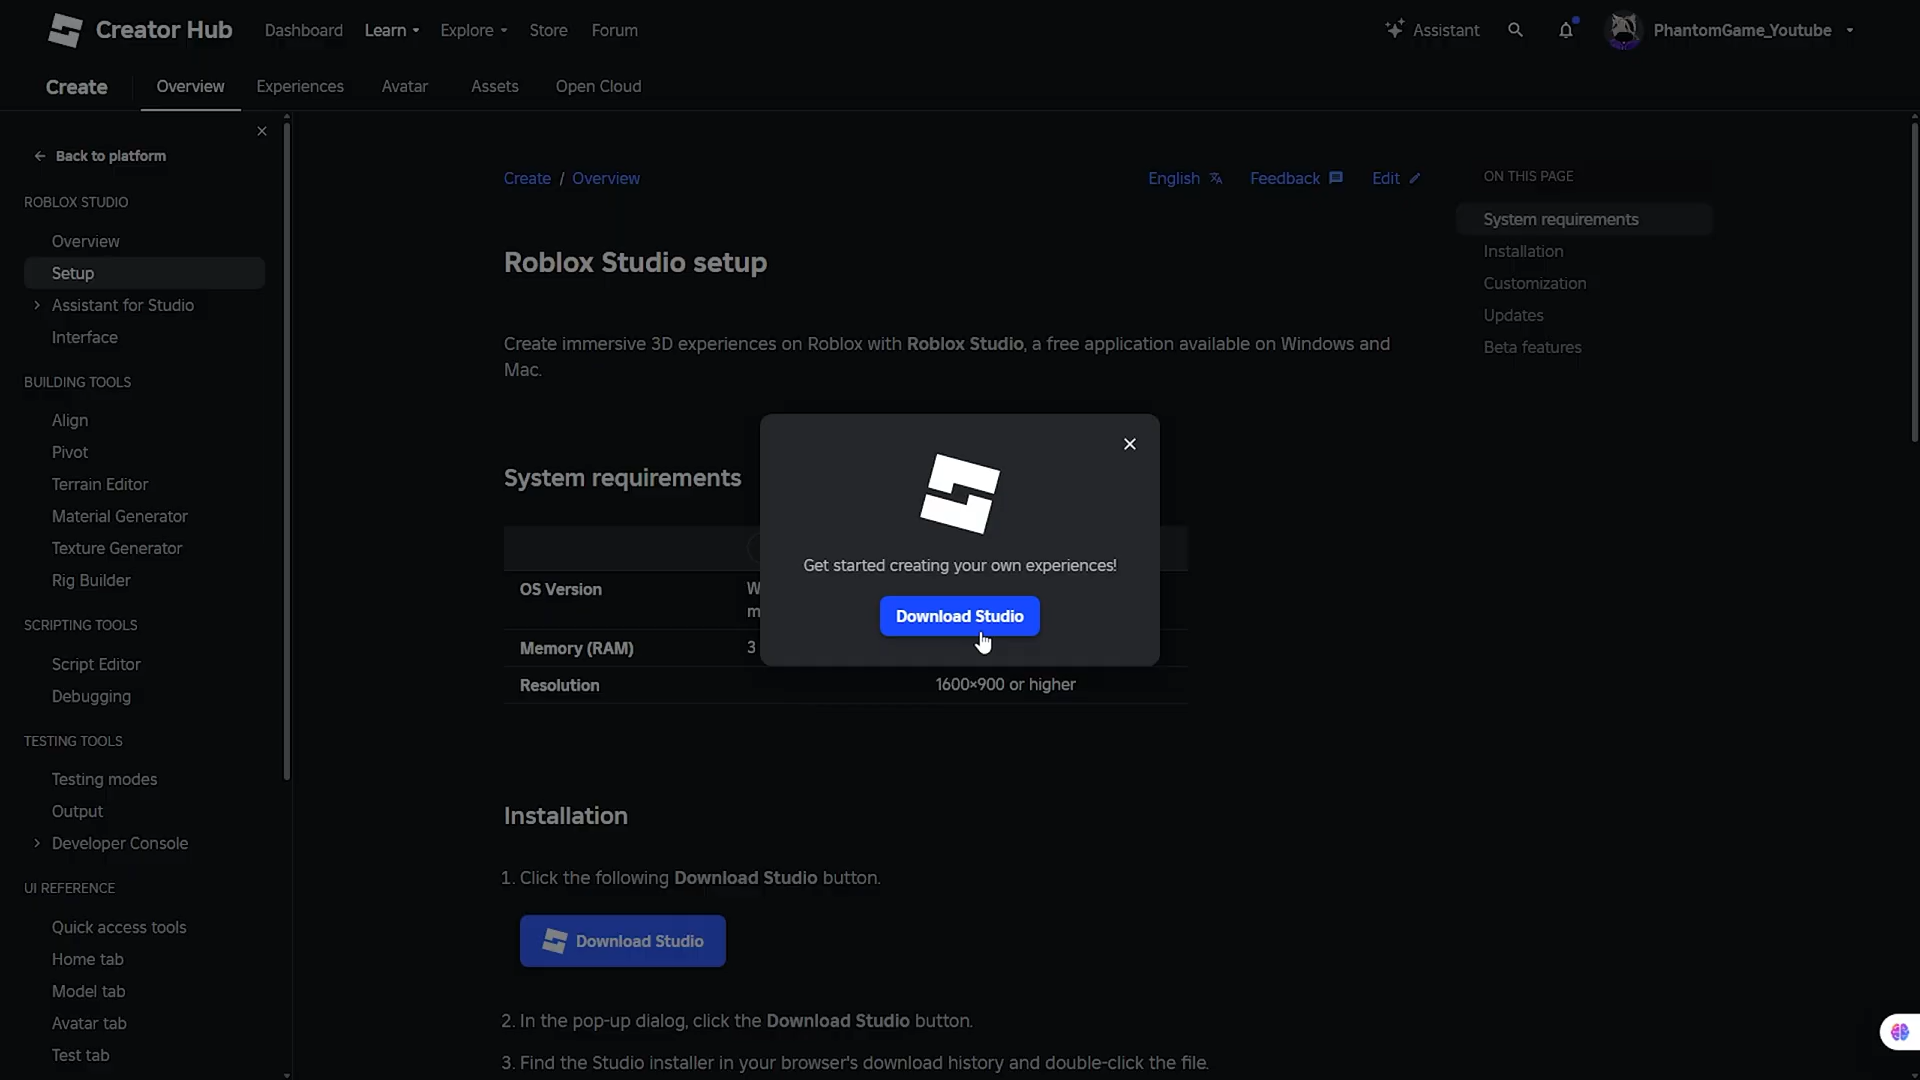 Creator Hub
Dashboard
Learn
Explore
Store
Forum
Assistant
PhantomGame_Youtube
Create
Overview
Experiences
Avatar
Assets
Open Cloud
Back to platform
ROBLOX STUDIO
Overview
Setup
Assistant for Studio
Interface
BUILDING TOOLS
Align
Pivot
Terrain Editor
Material Generator
Texture Generator
Rig Builder
SCRIPTING TOOLS
Script Editor
Debugging
TESTING TOOLS
Testing modes
Output
Developer Console
UI REFERENCE
Quick access tools
Home tab
Model tab
Avatar tab
Test tab
Create / Overview
English
Feedback
Edit
Roblox Studio setup
Create immersive 3D experiences on Roblox with Roblox Studio, a free application available on Windows and
Mac.
System requirements
OS Version
Memory (RAM)
3
Resolution
1600×900 or higher
Get started creating your own experiences!
Download Studio
Installation
1. Click the following Download Studio button.
Download Studio
2. In the pop-up dialog, click the Download Studio button.
3. Find the Studio installer in your browser's download history and double-click the file.
ON THIS PAGE
System requirements
Installation
Customization
Updates
Beta features